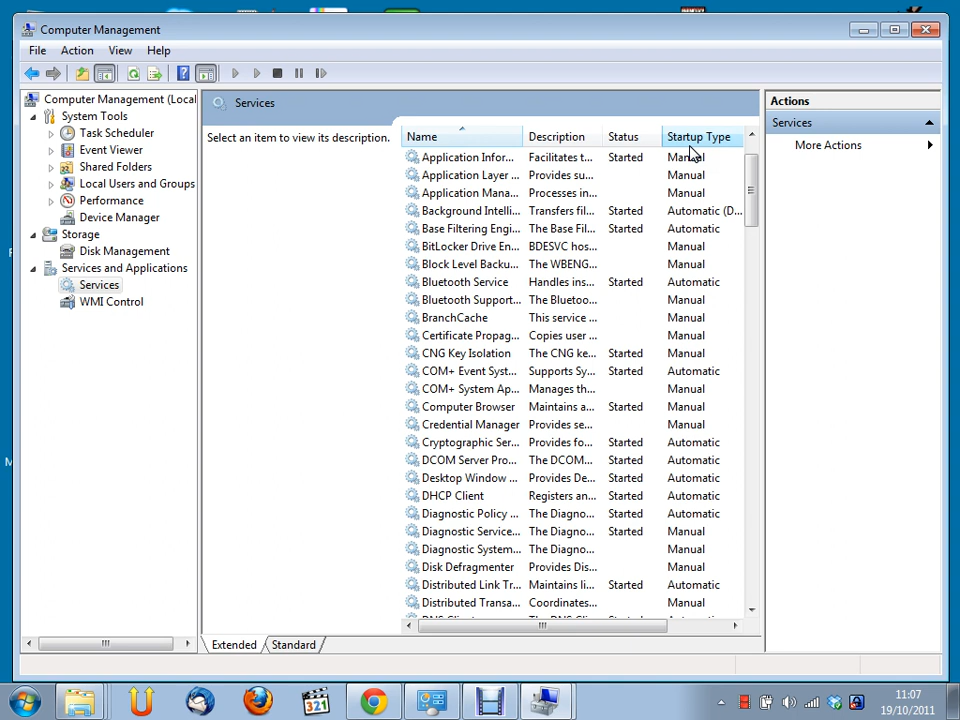 Computer Management
File Action View Help
Computer Management (Local
System Tools
Task Scheduler
Event Viewer
Shared Folders
Local Users and Groups
Performance
Device Manager
Storage
Disk Management
Services and Applications
Services
WMI Control
Services
Select an item to view its description.
Name Description Status Startup Type
Application Infor... Facilitates t... Started Manual
Application Layer ... Provides su... Manual
Application Mana... Processes in... Manual
Background Intelli... Transfers fil... Started Automatic (D...
Base Filtering Engi... The Base Fil... Started Automatic
BitLocker Drive En... BDESVC hos... Manual
Block Level Backu... The WBENG... Manual
Bluetooth Service Handles ins... Started Automatic
Bluetooth Support... The Bluetoo... Manual
BranchCache This service ... Manual
Certificate Propag... Copies user ... Manual
CNG Key Isolation The CNG ke... Started Manual
COM+ Event Syst... Supports Sy... Started Automatic
COM+ System Ap... Manages th... Manual
Computer Browser Maintains a... Started Manual
Credential Manager Provides se... Manual
Cryptographic Ser... Provides fo... Started Automatic
DCOM Server Pro... The DCOM... Started Automatic
Desktop Window ... Provides De... Started Automatic
DHCP Client Registers an... Started Automatic
Diagnostic Policy ... The Diagno... Started Automatic
Diagnostic Service... The Diagno... Started Manual
Diagnostic System... The Diagno... Manual
Disk Defragmenter Provides Dis... Manual
Distributed Link Tr... Maintains li... Started Automatic
Distributed Transa... Coordinates... Manual
Extended Standard
Actions
Services
More Actions
321
11:07
19/10/2011